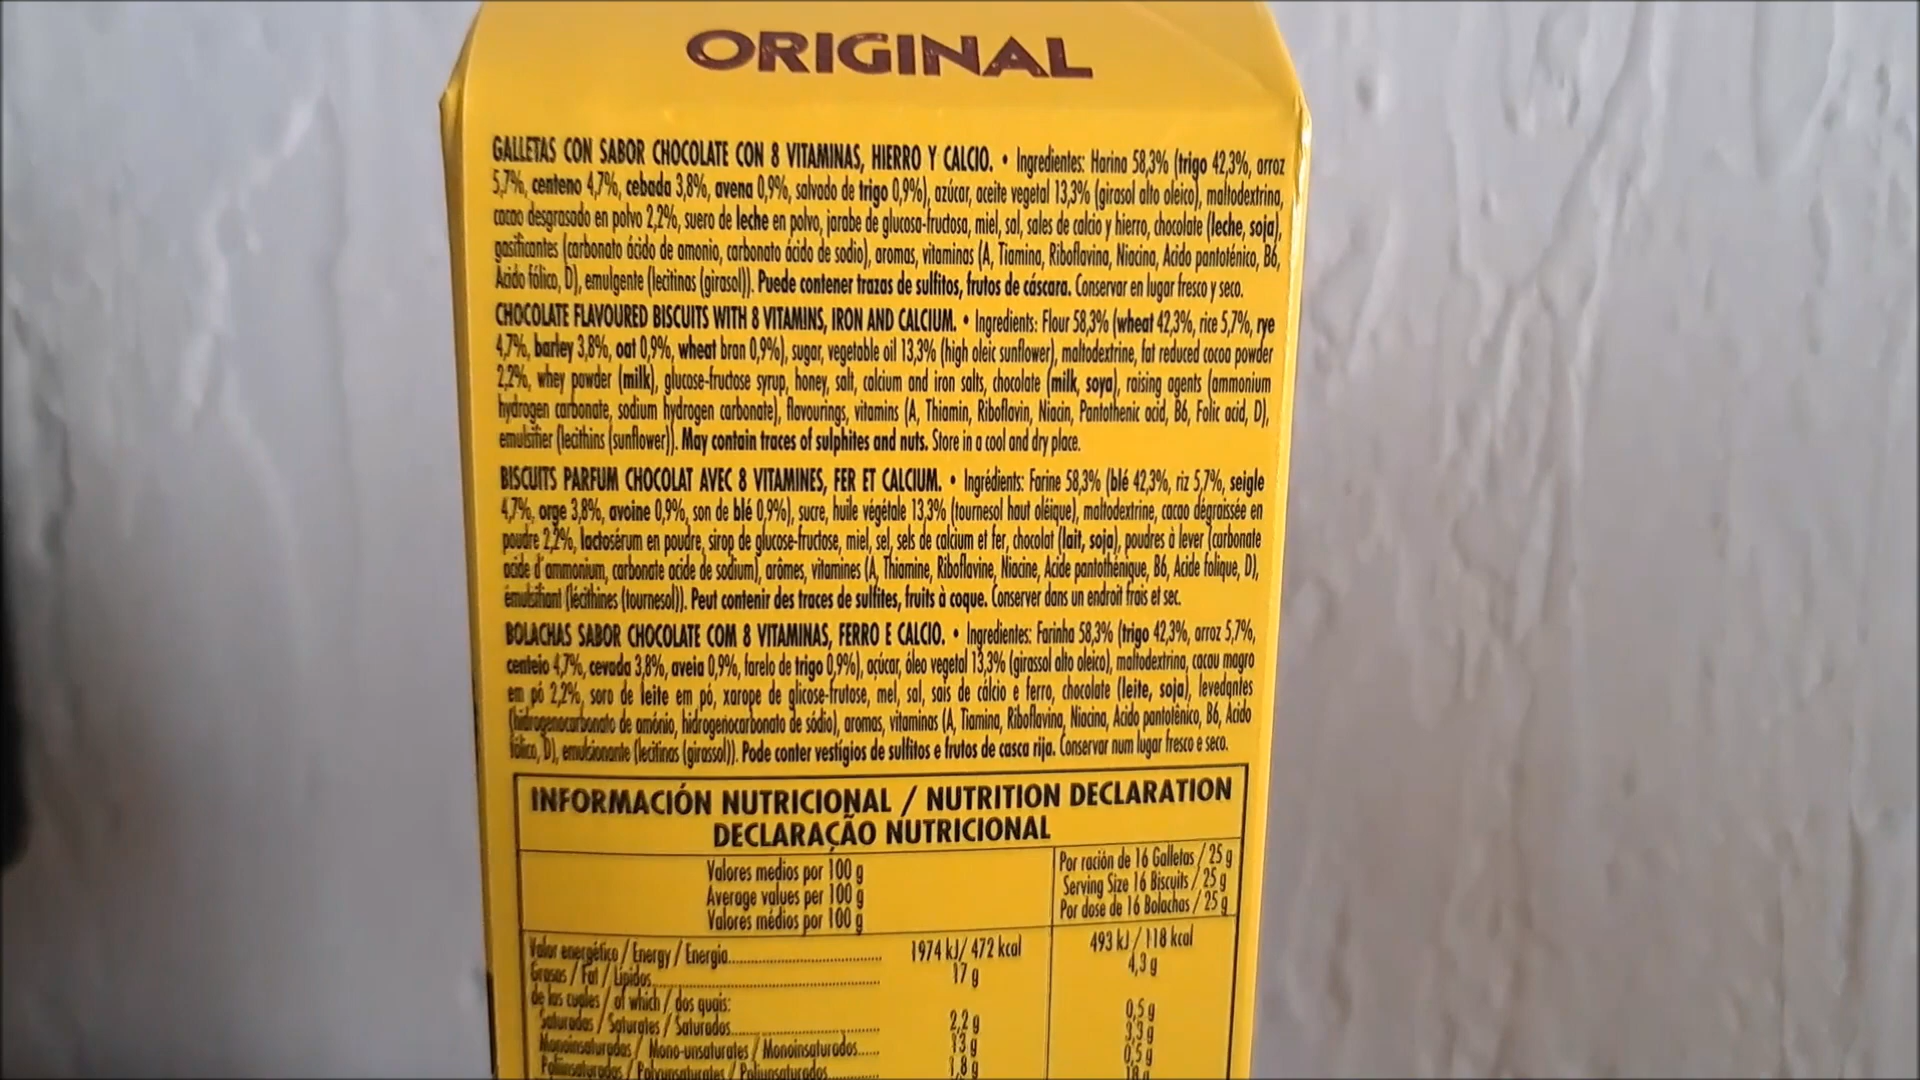 ORIGINAL
GALLETAS CON SABOR CHOCOLATE CON 8 VITAMINAS, HIERRO Y CALCIO. • Ingredientes: Harina 58,3% (trigo 42,3%, arroz
5,7%, centeno 4,7%, cebada 3,8%, avena 0,9%, salvado de trigo 0,9%), azúcar, aceite vegetal 13,3% (girasol alto oleico), maltodextrina,
cacao desgrasado en polvo 2,2%, suero de leche en polvo, jarabe de glucosa-fructosa, miel, sal, sales de calcio y hierro, chocolate (leche, soja),
gasificantes (carbonato ácido de amonio, carbonato ácido de sodio), aromas, vitaminas (A, Tiamina, Riboflavina, Niacina, Acido pantoténico, B6,
Acido fólico, D), emulgente (lecitinas (girasol)). Puede contener trazas de sulfitos, frutos de cáscara. Conservar en lugar fresco y seco.
CHOCOLATE FLAVOURED BISCUITS WITH 8 VITAMINS, IRON AND CALCIUM. • Ingredients: Flour 58,3% (wheat 42,3%, rice 5,7%, rye
4,7%, barley 3,8%, oat 0,9%, wheat bran 0,9%), sugar, vegetable oil 13,3% (high oleic sunflower), maltodextrine, fat reduced cocoa powder
2,2%, whey powder (milk), glucose-fructose syrup, honey, salt, calcium and iron salts, chocolate (milk, soya), raising agents (ammonium
hydrogen carbonate, sodium hydrogen carbonate), flavourings, vitamins (A, Thiamin, Riboflavin, Niacin, Pantothenic acid, B6, Folic acid, D),
emulsifier (lecithins (sunflower)). May contain traces of sulphites and nuts. Store in a cool and dry place.
BISCUITS PARFUM CHOCOLAT AVEC 8 VITAMINES, FER ET CALCIUM. • Ingrédients: Farine 58,3% (blé 42,3%, riz 5,7%, seigle
4,7%, orge 3,8%, avoine 0,9%, son de blé 0,9%), sucre, huile végétale 13,3% (tournesol haut oléique), maltodextrine, cacao dégraissée en
poudre 2,2%, lactosérum en poudre, sirop de glucose-fructose, miel, sel, sels de calcium et fer, chocolat (lait, soja), poudres à lever (carbonate
acide d'ammonium, carbonate acide de sodium), arômes, vitamines (A, Thiamine, Riboflavine, Niacine, Acide pantothénique, B6, Acide folique, D),
émulsifiant (lécithines (tournesol)). Peut contenir des traces de sulfites, fruits à coque. Conserver dans un endroit frais et sec.
BOLACHAS SABOR CHOCOLATE COM 8 VITAMINAS, FERRO E CALCIO. • Ingredientes: Farinha 58,3% (trigo 42,3%, arroz 5,7%,
centeio 4,7%, cevada 3,8%, aveia 0,9%, farelo de trigo 0,9%), açúcar, óleo vegetal 13,3% (girassol alto oleico), maltodextrina, cacau magro
em pó 2,2%, soro de leite em pó, xarope de glicose-frutose, mel, sal, sais de cálcio e ferro, chocolate (leite, soja), levedantes
(hidrogenocarbonato de amónio, hidrogenocarbonato de sódio), aromas, vitaminas (A, Tiamina, Riboflavina, Niacina, Acido pantotênico, B6, Acido
fólico, D), emulsionante (lecitinas (girassol)). Pode conter vestígios de sulfitos e frutos de casca rija. Conservar num lugar fresco e seco.
INFORMACIÓN NUTRICIONAL / NUTRITION DECLARATION
DECLARAÇÃO NUTRICIONAL
Valores medios por 100 g
Average values per 100 g
Valores médios por 100 g
Por ración de 16 Galletas / 25 g
Serving Size 16 Biscuits / 25 g
Por dose de 16 Bolachas / 25 g
Valor energético / Energy / Energia.......... 1974 kJ/ 472 kcal 493 kJ / 118 kcal
Grasas / Fat / Lipidos.......... 17 g 4,3 g
de las cuales / of which / dos quais:
Saturadas / Saturates / Saturados.......... 2,2 g 0,5 g
Monoinsaturadas / Mono-unsaturates / Monoinsaturados...... 13 g 3,3 g
Poliinsaturadas / Polyunsaturates / Poliunsaturados.......... 1,8 g 0,5 g
18 g